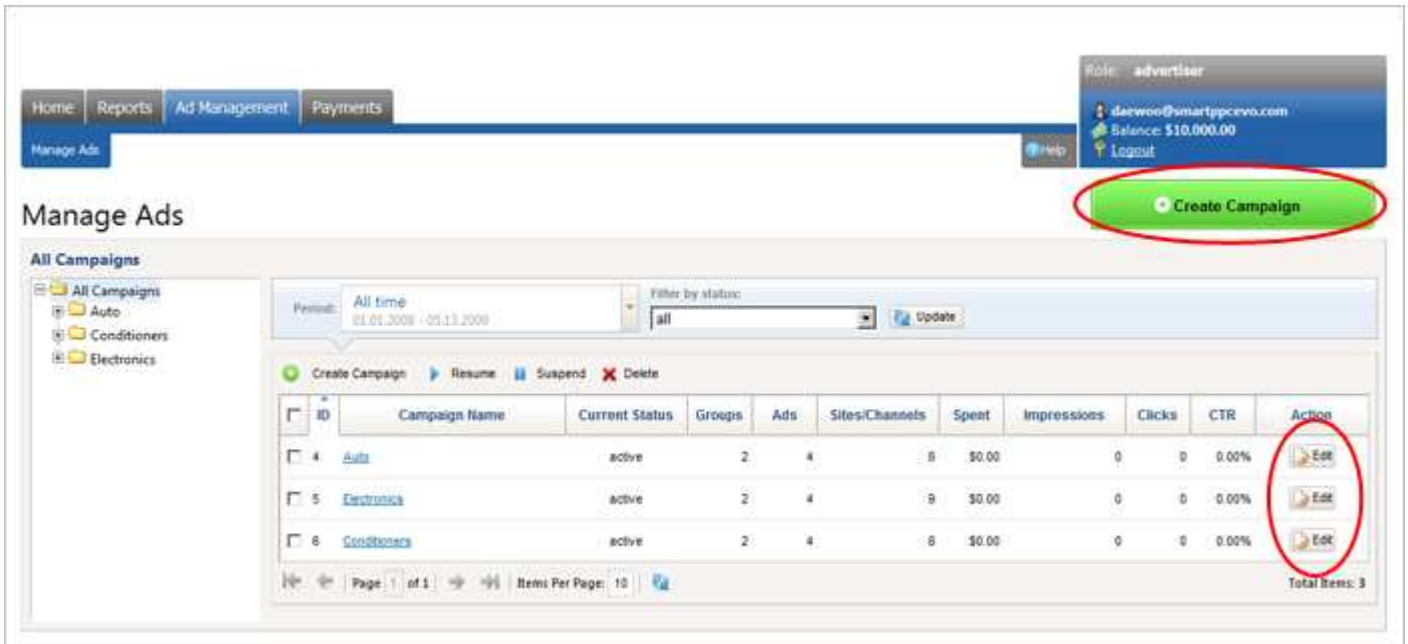 Role: advertiser
Home Reports Ad Management Payments
daewoo@smartppcevo.com
Balance: $10,000.00
Manage Ads
Help
Logout
Create Campaign
Manage Ads
All Campaigns
All Campaigns
Auto
Conditioners
Electronics
Period: All time
Filter by status:
all
Update
Create Campaign Resume Suspend Delete
ID Campaign Name Current Status Groups Ads Sites/Channels Spent Impressions Clicks CTR Action
4 Auto active 2 4 $0.00 0 0 0.00% Edit
5 Electronics active 2 4 9 $0.00 0 0 0.00% Edit
6 Conditioners active 2 4 $0.00 0 0 0.00% Edit
Page 1 of 1 Items Per Page: 10
Total Items: 3